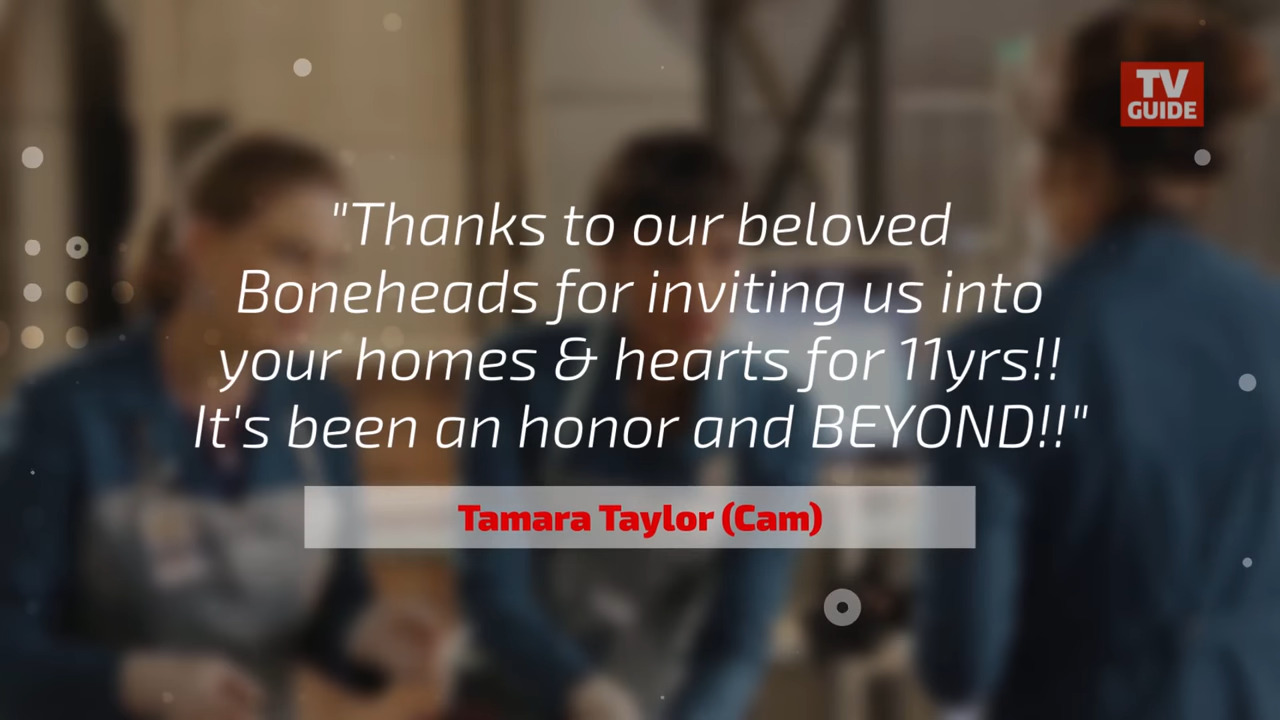 TV
GUIDE
"Thanks to our beloved
Boneheads for inviting us into
your homes & hearts for 11yrs!!
It's been an honor and BEYOND!!"
Tamara Taylor (Cam)